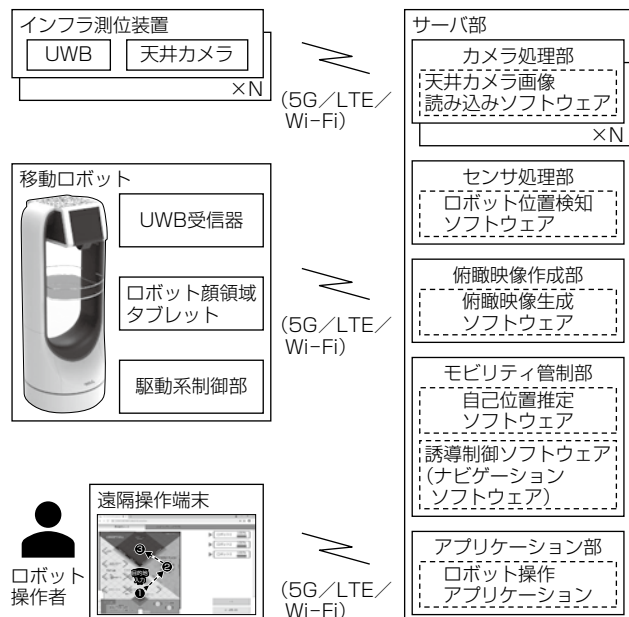 インフラ測位装置
UWB
天井カメラ
×N
(5G／LTE／
Wi-Fi)
サーバ部
カメラ処理部
天井カメラ画像
読み込みソフトウェア
×N
移動ロボット
UWB受信器
ロボット顔領域
タブレット
駆動系制御部
(5G／LTE／
Wi-Fi)
センサ処理部
ロボット位置検知
ソフトウェア
俯瞰映像作成部
俯瞰映像生成
ソフトウェア
モビリティ管制部
自己位置推定
ソフトウェア
誘導制御ソフトウェア
(ナビゲーション
ソフトウェア)
ロボット
操作者
遠隔操作端末
❸
❷
❶
(5G／LTE／
Wi-Fi)
アプリケーション部
ロボット操作
アプリケーション